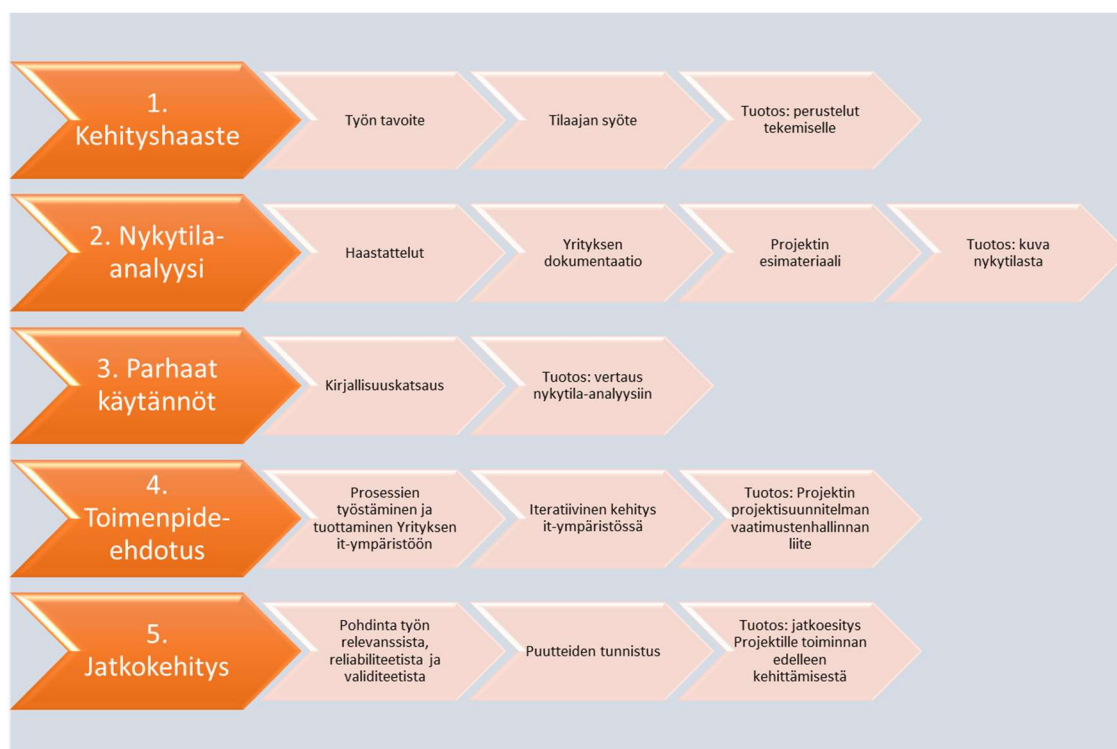 1.
Kehityshaaste
Työn tavoite
Tilaajan syöte
Tuotos: perustelut
tekemiselle
2. Nykytila-
analyysi
Haastattelut
Yrityksen
dokumentaatio
Projektin
esimateriaali
Tuotos: kuva
nykytilasta
3. Parhaat
käytännöt
Kirjallisuuskatsaus
Tuotos: vertaus
nykytila-analyysiin
4.
Toimenpide-
ehdotus
Prosessien
työstäminen ja
tuottaminen Yrityksen
it-ympäristöön
Iteratiivinen kehitys
it-ympäristössä
Tuotos: Projektin
projektisuunnitelman
vaatimustenhallinnan
liite
5.
Jatkokehitys
Pohdinta työn
relevanssista,
reliabiliteetista ja
validiteetista
Puutteiden tunnistus
Tuotos: jatkoesitys
Projektille toiminnan
edelleen
kehittämisestä